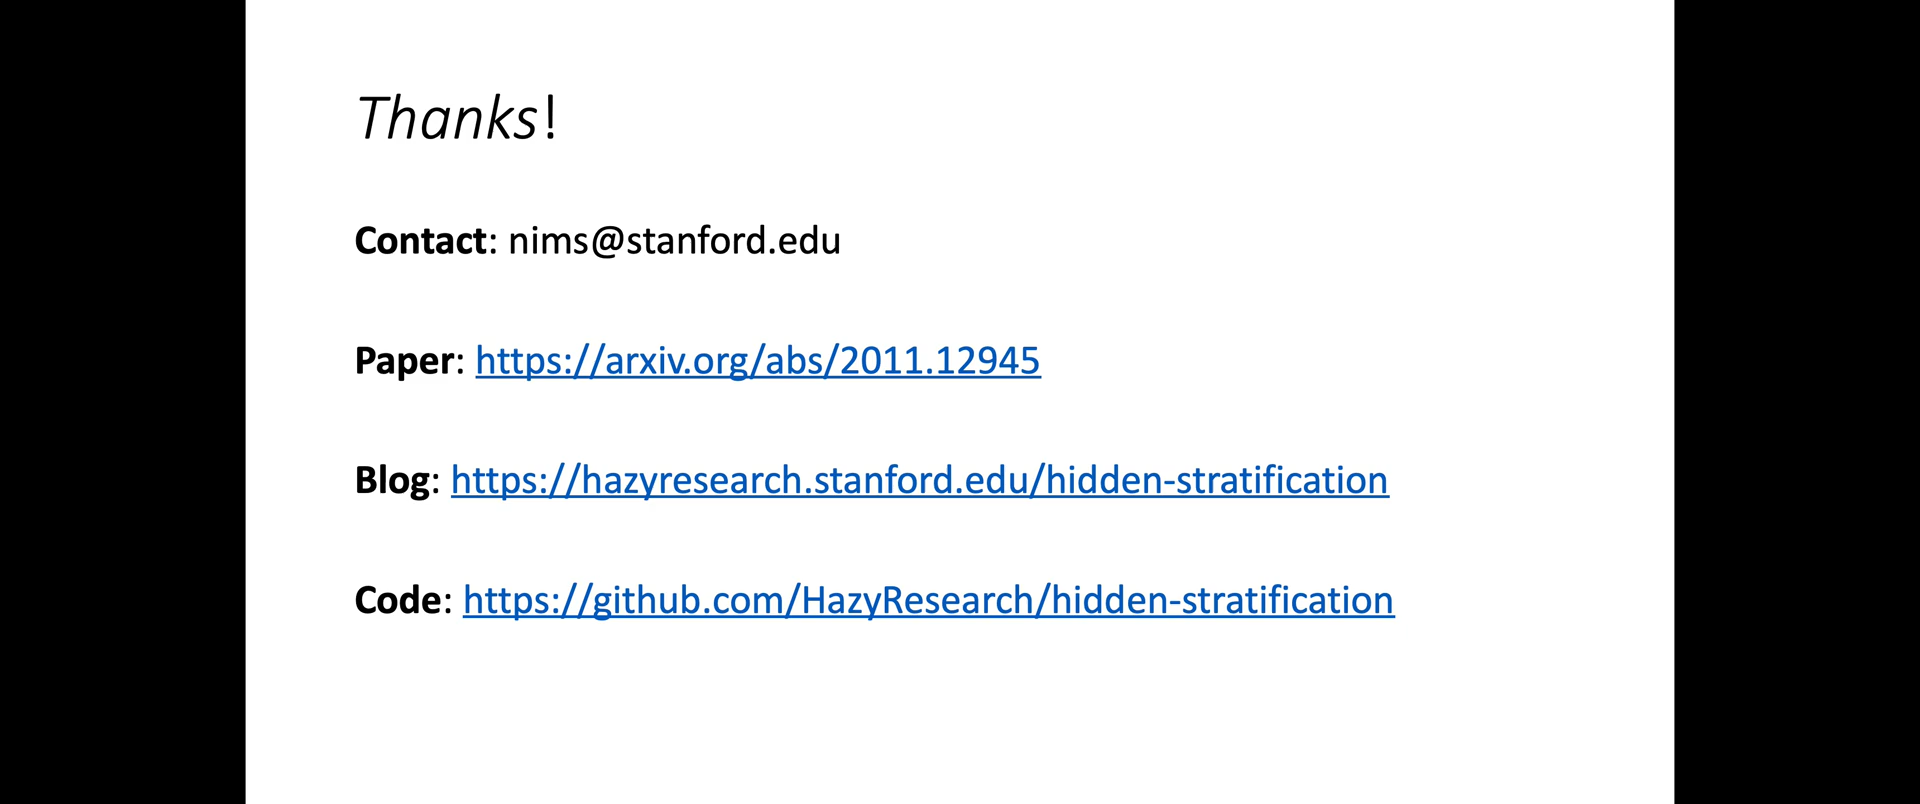 Thanks!
Contact: nims@stanford.edu
Paper: https://arxiv.org/abs/2011.12945
Blog: https://hazyresearch.stanford.edu/hidden-stratification
Code: https://github.com/HazyResearch/hidden-stratification